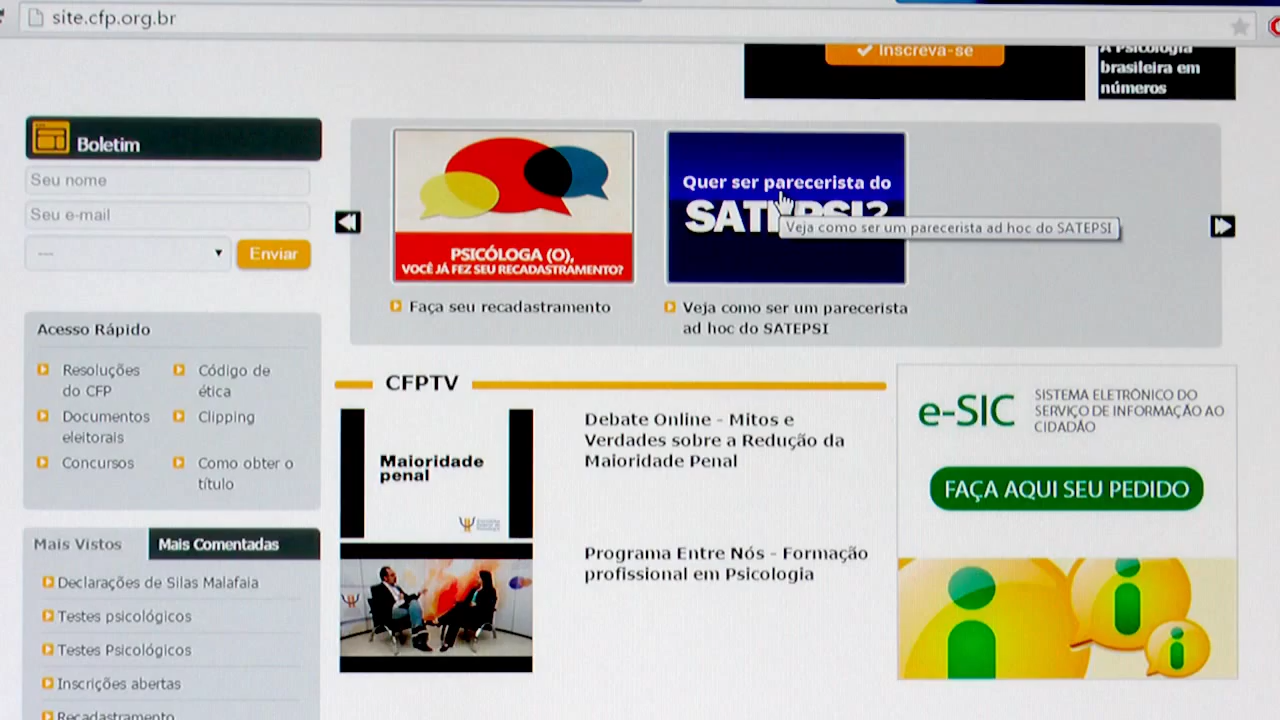 site.cfp.org.br
Inscreva-se
A Psicologia
brasileira em
números
Boletim
Seu nome
Seu e-mail
---
Enviar
PSICÓLOGA (O),
VOCÊ JÁ FEZ SEU RECADASTRAMENTO?
Faça seu recadastramento
Quer ser parecerista do
SATEPSI?
Veja como ser um parecerista ad hoc do SATEPSI
Veja como ser um parecerista
ad hoc do SATEPSI
Acesso Rápido
Resoluções
do CFP
Código de
ética
Documentos
eleitorais
Clipping
Concursos
Como obter o
título
Mais Vistos
Mais Comentadas
Declarações de Silas Malafaia
Testes psicológicos
Testes Psicológicos
Inscrições abertas
Recadastramento
CFPTV
Maioridade
penal
Debate Online - Mitos e
Verdades sobre a Redução da
Maioridade Penal
Programa Entre Nós - Formação
profissional em Psicologia
e-SIC
SISTEMA ELETRÔNICO DO
SERVIÇO DE INFORMAÇÃO AO
CIDADÃO
FAÇA AQUI SEU PEDIDO